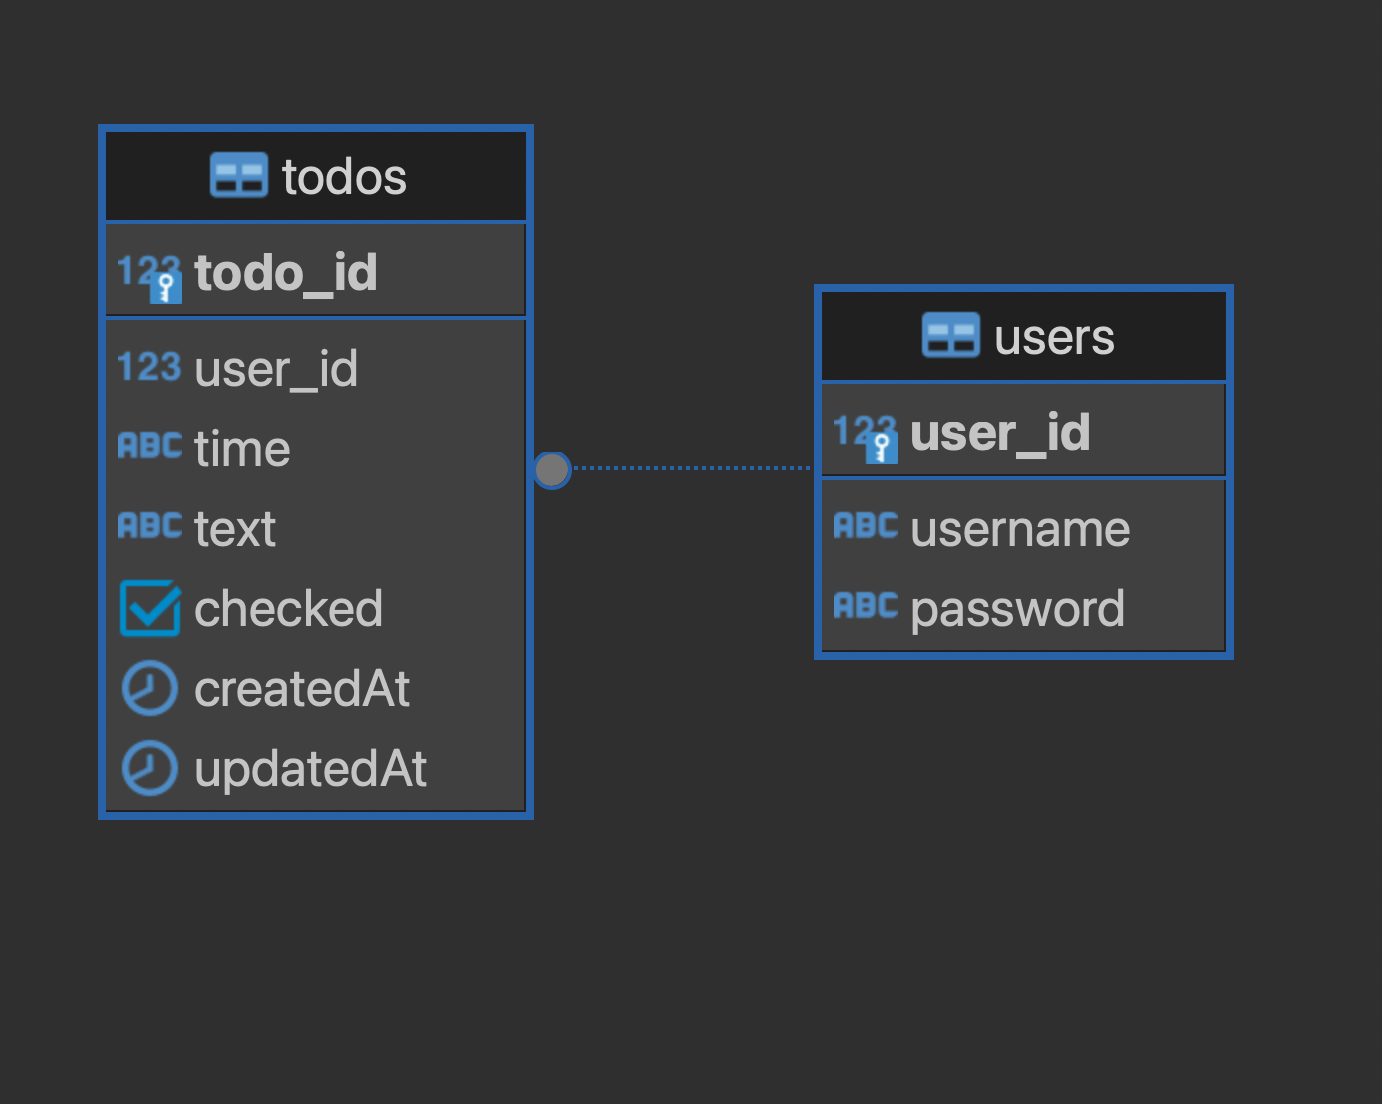 todos
123 todo_id
123 user_id
ABC time
ABC text
checked
createdAt
updatedAt
users
123 user_id
ABC username
ABC password